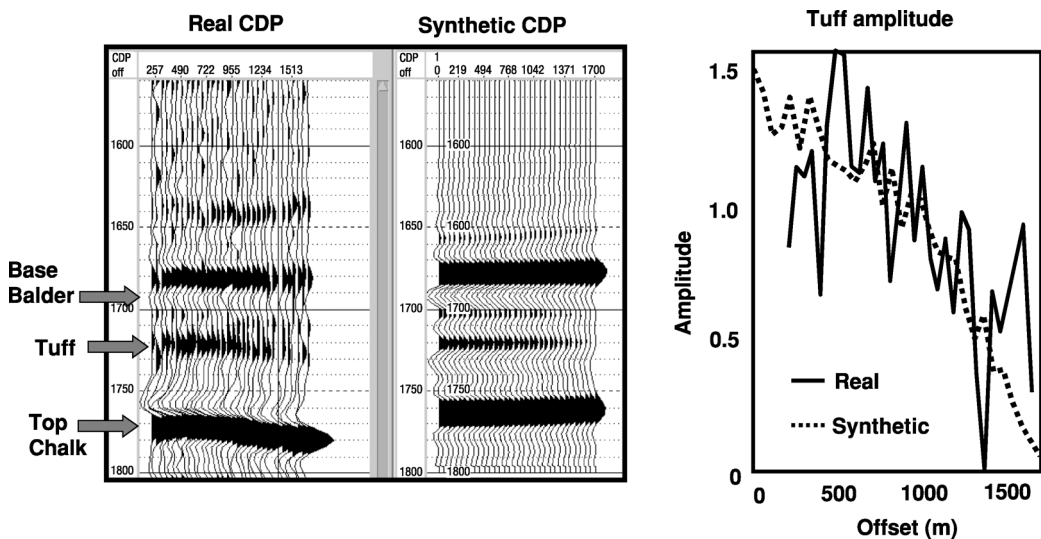 Real CDP
Synthetic CDP
Tuff amplitude
CDP
off 257 490 722 955 1234 1513
CDP 1
off 0 219 494 768 1042 1371 1700
1600
1650
1700
1750
1800
1600 1600
1650 1650
1700 1700
1750 1750
1800 1800
Base
Balder
Tuff
Top
Chalk
1.5
1.0
0.5
0
Amplitude
Real
Synthetic
0 500 1000 1500
Offset (m)